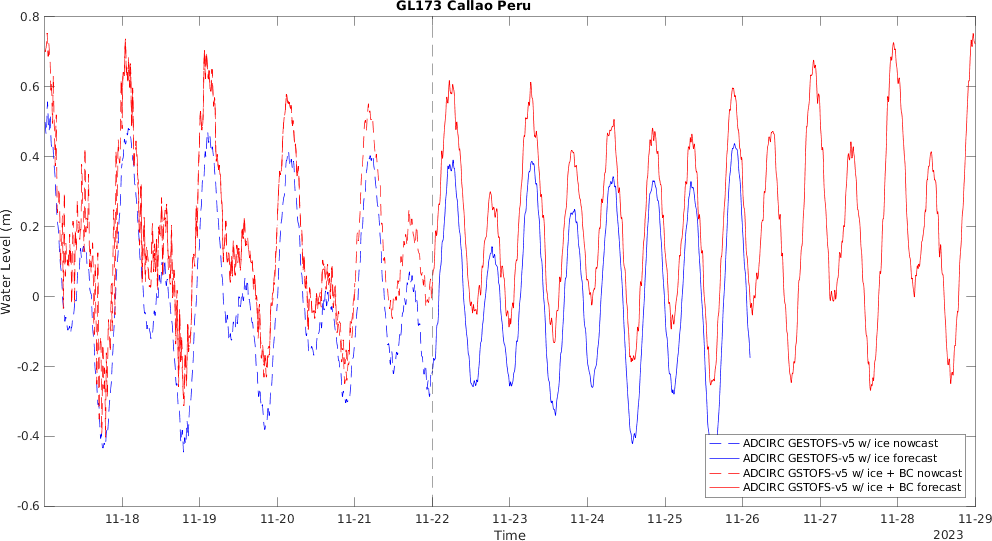 GL173 Callao Peru
0.8
0.6
0.4
0.2
0
-0.2
-0.4
-0.6
Water Level (m)
ADCIRC GESTOFS-v5 w/ ice nowcast
ADCIRC GESTOFS-v5 w/ ice forecast
ADCIRC GSTOFS-v5 w/ ice + BC nowcast
ADCIRC GSTOFS-v5 w/ ice + BC forecast
11-18 11-19 11-20 11-21 11-22 11-23 11-24 11-25 11-26 11-27 11-28 11-29
Time
2023